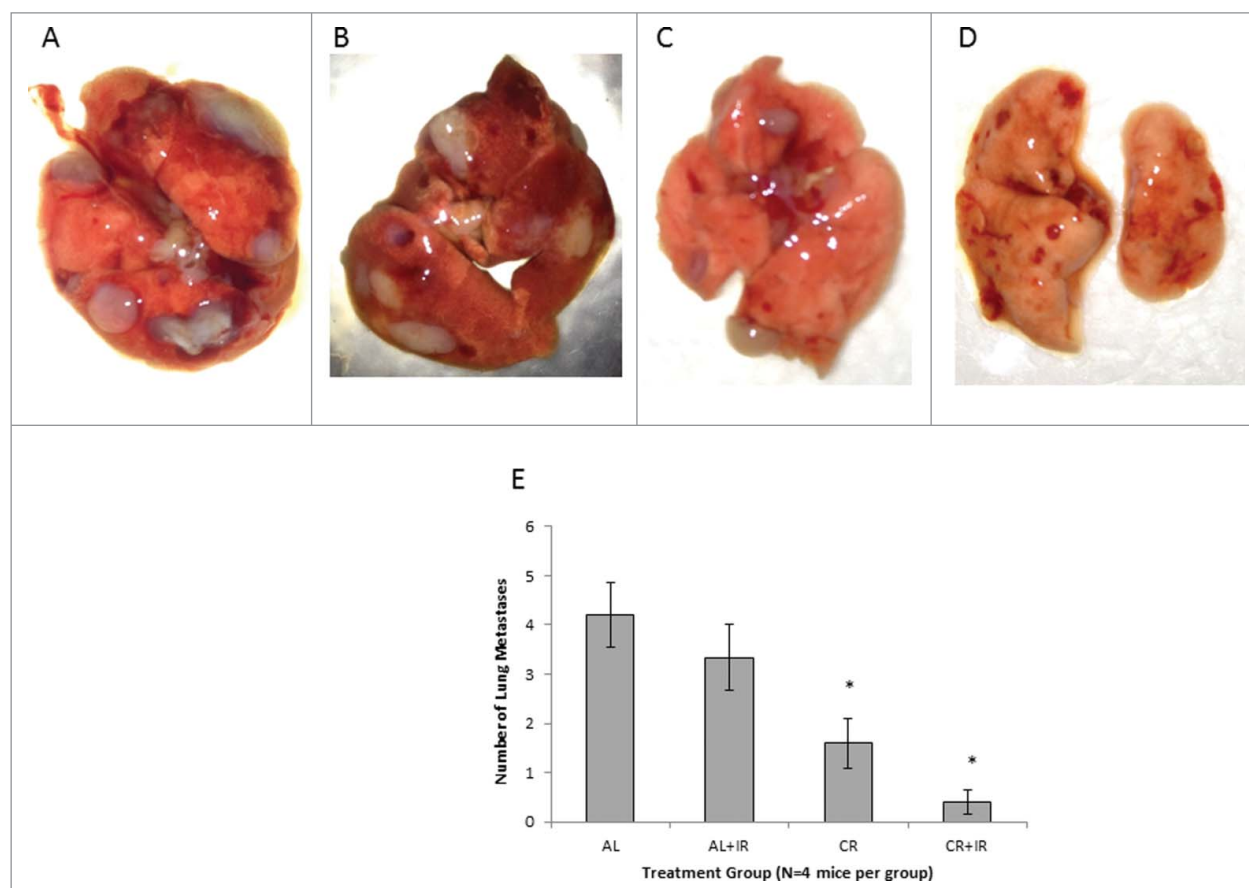 A
B
C
D
E
Number of Lung Metastases
6
5
4
3
2
1
0
*
*
AL
AL+IR
CR
CR+IR
Treatment Group (N=4 mice per group)